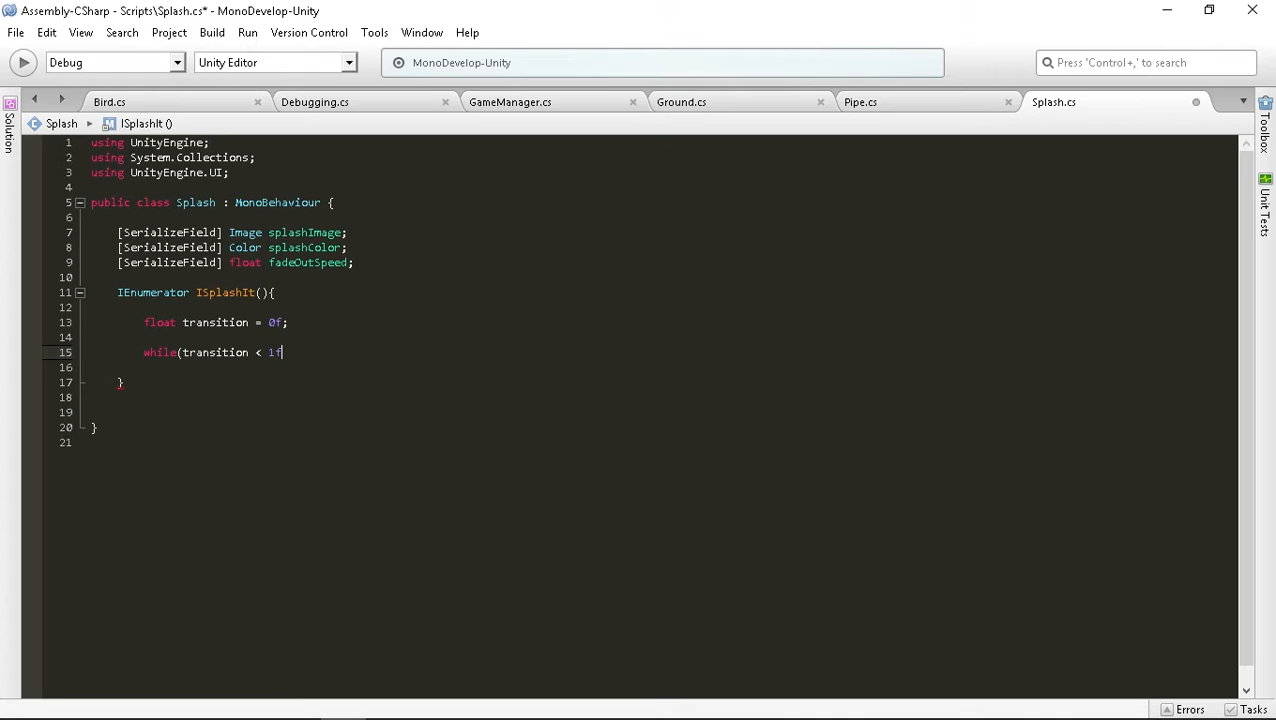 Assembly-CSharp - Scripts\Splash.cs* - MonoDevelop-Unity
File Edit View Search Project Build Run Version Control Tools Window Help
Debug Unity Editor MonoDevelop-Unity Press 'Control+,' to search
Bird.cs Debugging.cs GameManager.cs Ground.cs Pipe.cs Splash.cs
Splash ISplashIt ()
Solution
Toolbox
Unit Tests
1 using UnityEngine;
2 using System.Collections;
3 using UnityEngine.UI;
4
5 public class Splash : MonoBehaviour {
6
7 [SerializeField] Image splashImage;
8 [SerializeField] Color splashColor;
9 [SerializeField] float fadeOutSpeed;
10
11 IEnumerator ISplashIt(){
12
13 float transition = 0f;
14
15 while(transition < 1f
16
17 }
18
19
20 }
21
Errors Tasks